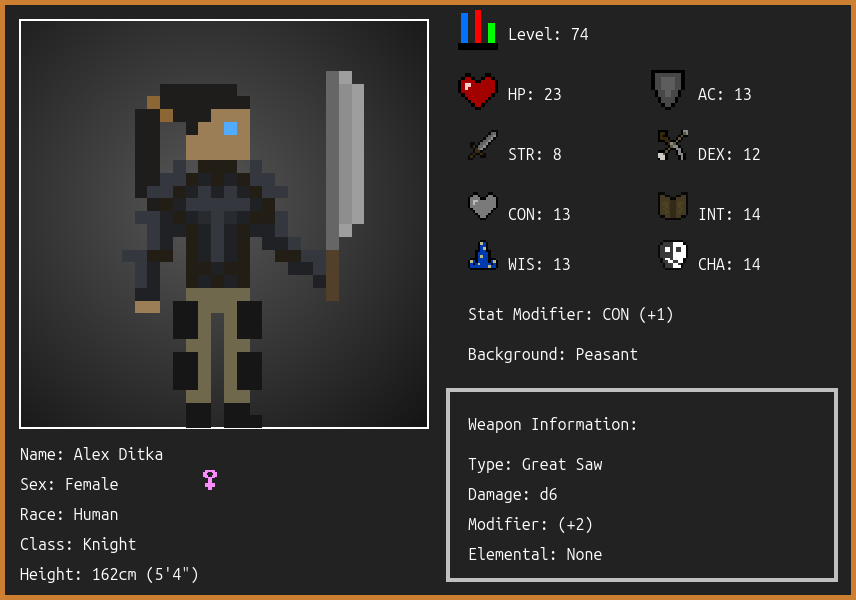 Level: 74
HP: 23
AC: 13
STR: 8
DEX: 12
CON: 13
INT: 14
WIS: 13
CHA: 14
Stat Modifier: CON (+1)
Background: Peasant
Weapon Information:
Type: Great Saw
Damage: d6
Modifier: (+2)
Elemental: None
Name: Alex Ditka
Sex: Female
Race: Human
Class: Knight
Height: 162cm (5'4")